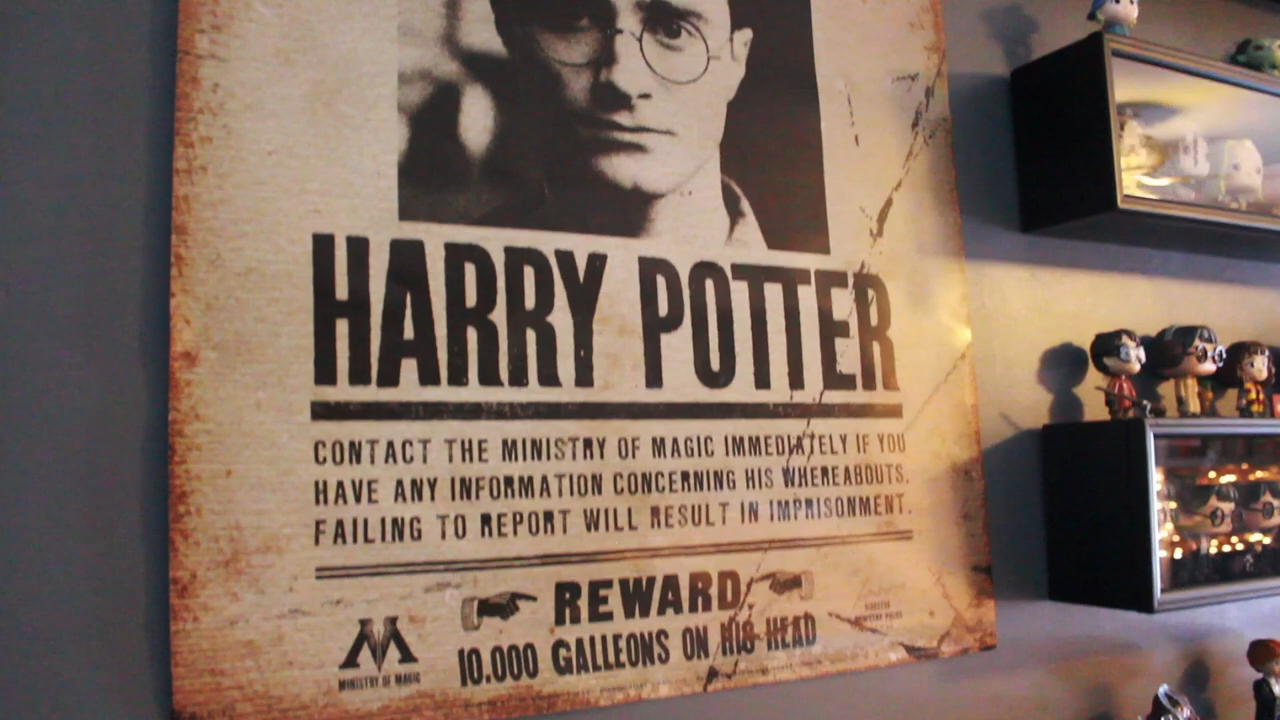 HARRY POTTER
CONTACT THE MINISTRY OF MAGIC IMMEDIATELY IF YOU
HAVE ANY INFORMATION CONCERNING HIS WHEREABOUTS.
FAILING TO REPORT WILL RESULT IN IMPRISONMENT.
REWARD
10.000 GALLEONS ON HIS HEAD
M
MINISTRY OF MAGIC